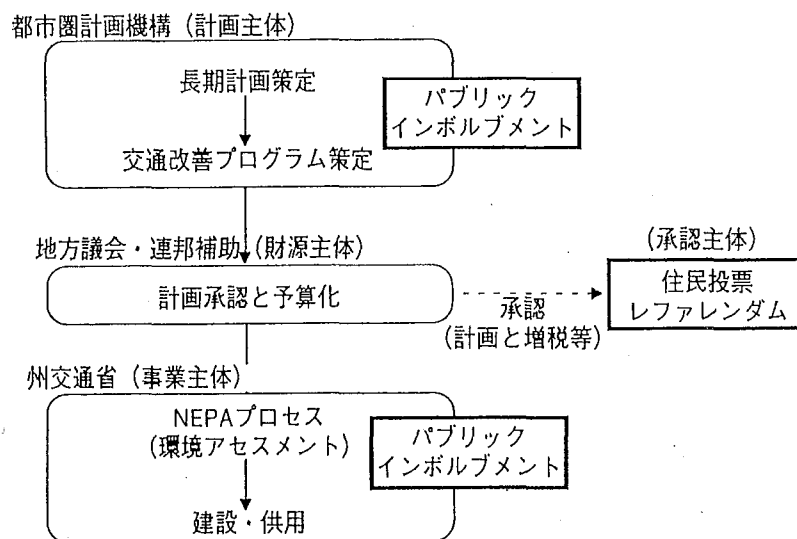 都市圏計画機構（計画主体）
長期計画策定
パブリック
インボルブメント
交通改善プログラム策定
地方議会・連邦補助（財源主体）
計画承認と予算化
承認
(計画と増税等)
(承認主体)
住民投票
レファレンダム
州交通省（事業主体）
NEPAプロセス
(環境アセスメント)
パブリック
インボルブメント
建設・供用